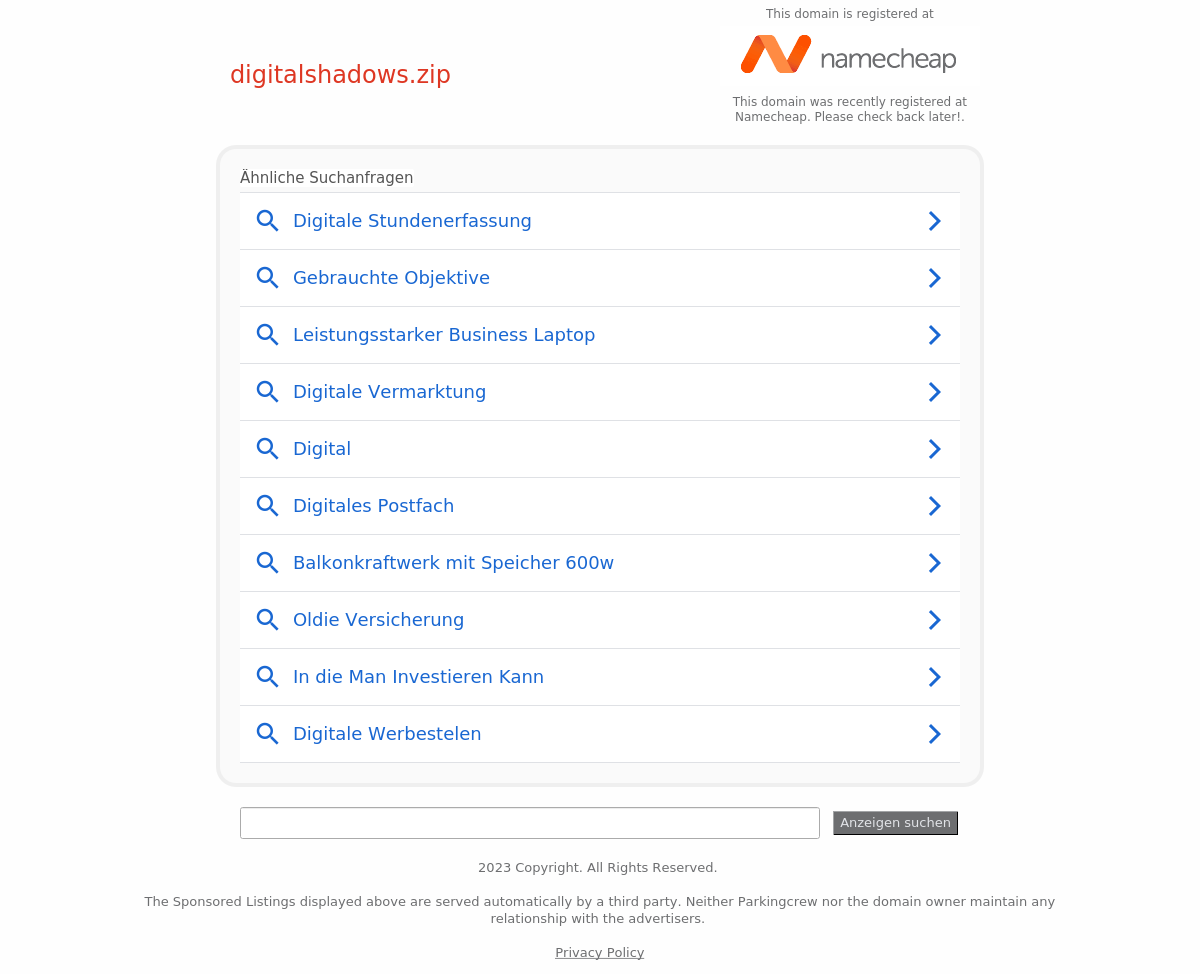 This domain is registered at
namecheap
digitalshadows.zip
This domain was recently registered at
Namecheap. Please check back later!.
Ähnliche Suchanfragen
Digitale Stundenerfassung
Gebrauchte Objektive
Leistungsstarker Business Laptop
Digitale Vermarktung
Digital
Digitales Postfach
Balkonkraftwerk mit Speicher 600w
Oldie Versicherung
In die Man Investieren Kann
Digitale Werbestelen
Anzeigen suchen
2023 Copyright. All Rights Reserved.
The Sponsored Listings displayed above are served automatically by a third party. Neither Parkingcrew nor the domain owner maintain any
relationship with the advertisers.
Privacy Policy